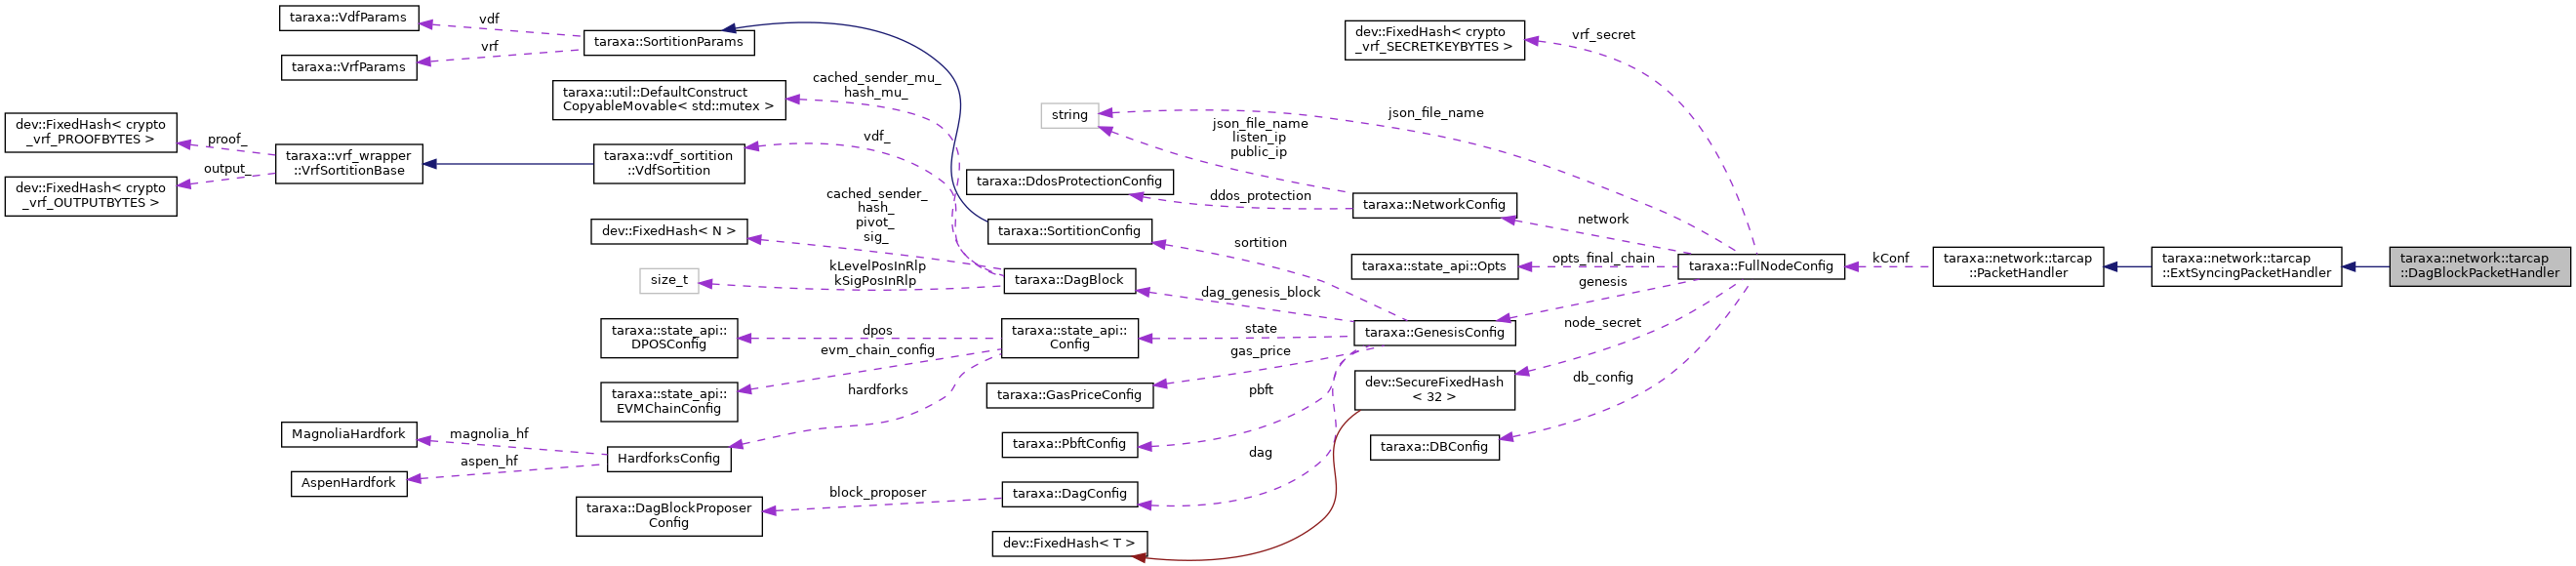 taraxa::VdfParams
taraxa::VrfParams
vdf
vrf
taraxa::SortitionParams
dev::FixedHash< crypto
_vrf_PROOFBYTES >
dev::FixedHash< crypto
_vrf_OUTPUTBYTES >
proof_
output_
taraxa::vrf_wrapper
::VrfSortitionBase
taraxa::util::DefaultConstruct
CopyableMovable< std::mutex >
taraxa::vdf_sortition
::VdfSortition
dev::FixedHash< N >
size_t
cached_sender_mu_
hash_mu_
vdf_
cached_sender_
hash_
pivot_
sig_
kLevelPosInRlp
kSigPosInRlp
taraxa::state_api::
DPOSConfig
taraxa::state_api::
EVMChainConfig
dpos
evm_chain_config
hardforks
MagnoliaHardfork
AspenHardfork
magnolia_hf
aspen_hf
HardforksConfig
taraxa::DagBlockProposer
Config
block_proposer
string
taraxa::DdosProtectionConfig
taraxa::SortitionConfig
taraxa::DagBlock
taraxa::state_api::
Config
taraxa::GasPriceConfig
taraxa::PbftConfig
taraxa::DagConfig
dev::FixedHash< T >
json_file_name
json_file_name
listen_ip
public_ip
ddos_protection
sortition
dag_genesis_block
state
gas_price
pbft
dag
dev::FixedHash< crypto
_vrf_SECRETKEYBYTES >
taraxa::NetworkConfig
taraxa::state_api::Opts
taraxa::GenesisConfig
dev::SecureFixedHash
< 32 >
taraxa::DBConfig
vrf_secret
network
opts_final_chain
genesis
node_secret
db_config
taraxa::FullNodeConfig
kConf
taraxa::network::tarcap
::PacketHandler
taraxa::network::tarcap
::ExtSyncingPacketHandler
taraxa::network::tarcap
::DagBlockPacketHandler